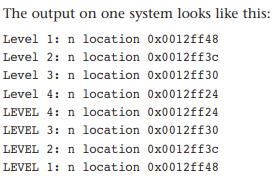 The output on one system looks like this:
Level 1: n location 0x0012ff48
Level 2: n location 0x0012ff3c
Level 3: n location 0x0012ff30
Level 4: n location 0x0012ff24
LEVEL 4: n location 0x0012ff24
LEVEL 3: n location 0x0012ff30
LEVEL 2: n location 0x0012ff3c
LEVEL 1: n location 0x0012ff48